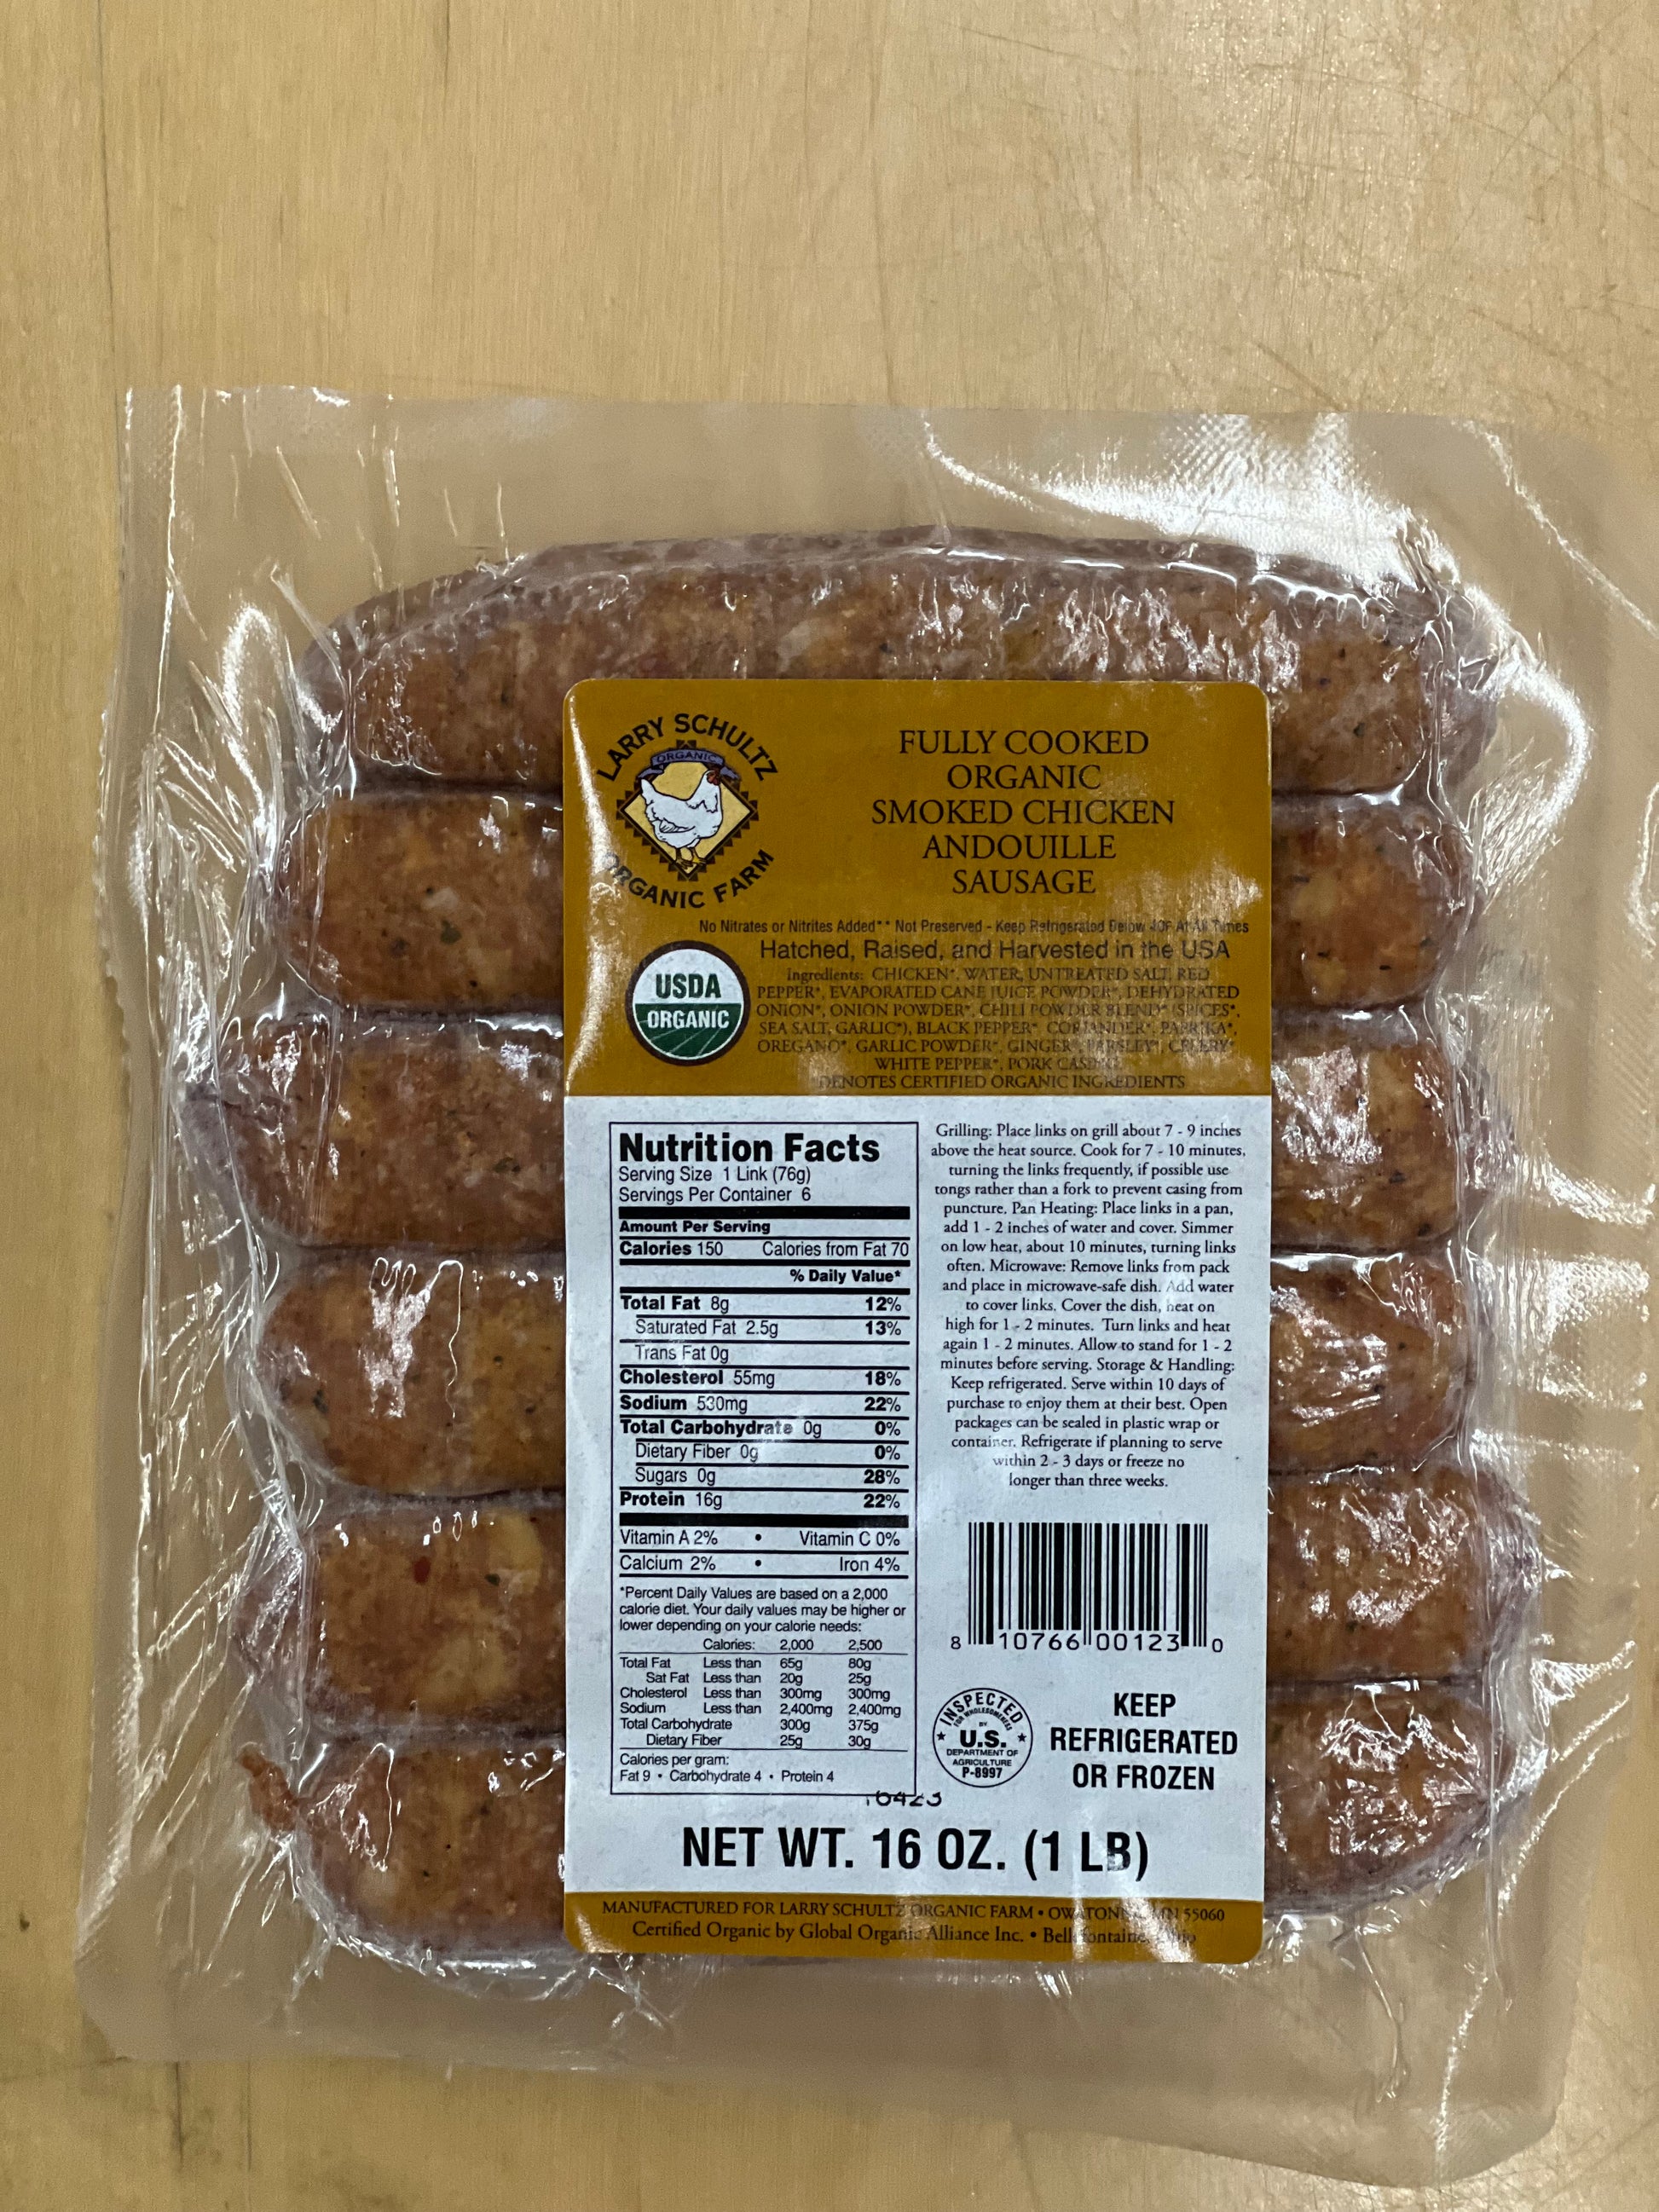 LARRY SCHULTZ
ORGANIC
ORGANIC FARM
FULLY COOKED
ORGANIC
SMOKED CHICKEN
ANDOUILLE
SAUSAGE
No Nitrates or Nitrites Added** Not Preserved - Keep Refrigerated Below 40F At All Times
Hatched, Raised, and Harvested in the USA
USDA
ORGANIC
Ingredients: CHICKEN*, WATER, UNTREATED SALT, RED
PEPPER*, EVAPORATED CANE JUICE POWDER*, DEHYDRATED
ONION*, ONION POWDER*, CHILI POWDER BLEND* (SPICES*,
SEA SALT, GARLIC*), BLACK PEPPER*, CORIANDER*, PAPRIKA*,
OREGANO*, GARLIC POWDER*, GINGER*, PARSLEY*, CELERY*
WHITE PEPPER*, PORK CASING.
*DENOTES CERTIFIED ORGANIC INGREDIENTS
Nutrition Facts
Serving Size 1 Link (76g)
Servings Per Container 6
Amount Per Serving
Calories 150 Calories from Fat 70
% Daily Value*
Total Fat 8g 12%
Saturated Fat 2.5g 13%
Trans Fat 0g
Cholesterol 55mg 18%
Sodium 530mg 22%
Total Carbohydrate 0g 0%
Dietary Fiber 0g 0%
Sugars 0g 28%
Protein 16g 22%
Vitamin A 2% • Vitamin C 0%
Calcium 2% • Iron 4%
*Percent Daily Values are based on a 2,000
calorie diet. Your daily values may be higher or
lower depending on your calorie needs:
Calories: 2,000 2,500
Total Fat Less than 65g 80g
Sat Fat Less than 20g 25g
Cholesterol Less than 300mg 300mg
Sodium Less than 2,400mg 2,400mg
Total Carbohydrate 300g 375g
Dietary Fiber 25g 30g
Calories per gram:
Fat 9 • Carbohydrate 4 • Protein 4
Grilling: Place links on grill about 7 - 9 inches
above the heat source. Cook for 7 - 10 minutes,
turning the links frequently, if possible use
tongs rather than a fork to prevent casing from
puncture. Pan Heating: Place links in a pan,
add 1 - 2 inches of water and cover. Simmer
on low heat, about 10 minutes, turning links
often. Microwave: Remove links from pack
and place in microwave-safe dish. Add water
to cover links. Cover the dish, heat on
high for 1 - 2 minutes. Turn links and heat
again 1 - 2 minutes. Allow to stand for 1 - 2
minutes before serving. Storage & Handling:
Keep refrigerated. Serve within 10 days of
purchase to enjoy them at their best. Open
packages can be sealed in plastic wrap or
container. Refrigerate if planning to serve
within 2 - 3 days or freeze no
longer than three weeks.
8 10766 00123 0
INSPECTED
FOR WHOLESOMENESS
BY
U.S.
DEPARTMENT OF
AGRICULTURE
P-8997
KEEP
REFRIGERATED
OR FROZEN
16423
NET WT. 16 OZ. (1 LB)
MANUFACTURED FOR LARRY SCHULTZ ORGANIC FARM • OWATONNA, MN 55060
Certified Organic by Global Organic Alliance Inc. • Bellefontaine, Ohio